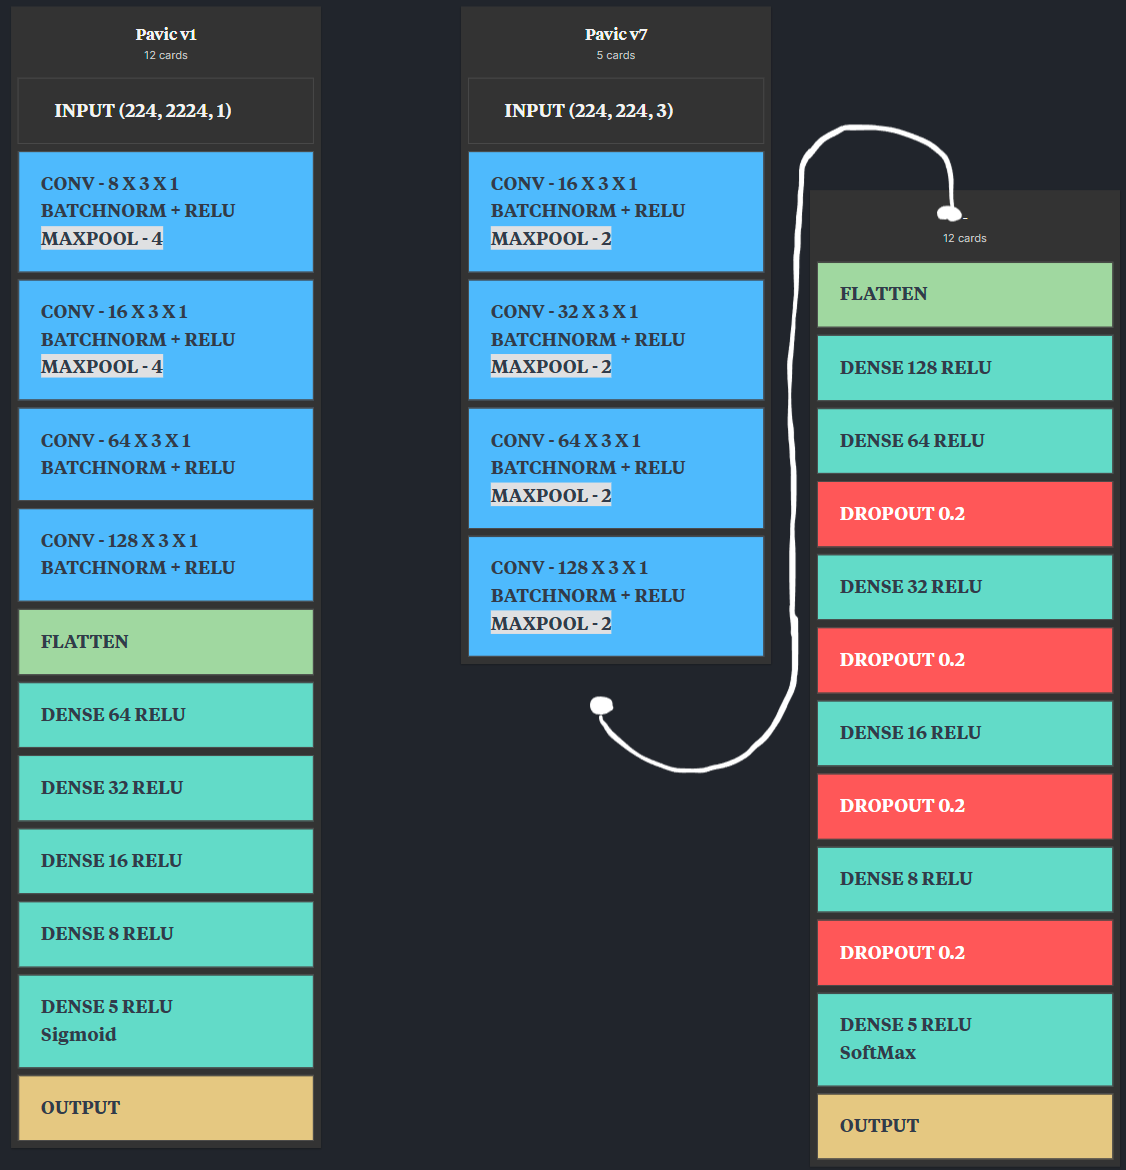 Pavic v1
12 cards
INPUT (224, 2224, 1)
CONV - 8 X 3 X 1
BATCHNORM + RELU
MAXPOOL - 4
CONV - 16 X 3 X 1
BATCHNORM + RELU
MAXPOOL - 4
CONV - 64 X 3 X 1
BATCHNORM + RELU
CONV - 128 X 3 X 1
BATCHNORM + RELU
FLATTEN
DENSE 64 RELU
DENSE 32 RELU
DENSE 16 RELU
DENSE 8 RELU
DENSE 5 RELU
Sigmoid
OUTPUT
Pavic v7
5 cards
INPUT (224, 224, 3)
CONV - 16 X 3 X 1
BATCHNORM + RELU
MAXPOOL - 2
CONV - 32 X 3 X 1
BATCHNORM + RELU
MAXPOOL - 2
CONV - 64 X 3 X 1
BATCHNORM + RELU
MAXPOOL - 2
CONV - 128 X 3 X 1
BATCHNORM + RELU
MAXPOOL - 2
-
12 cards
FLATTEN
DENSE 128 RELU
DENSE 64 RELU
DROPOUT 0.2
DENSE 32 RELU
DROPOUT 0.2
DENSE 16 RELU
DROPOUT 0.2
DENSE 8 RELU
DROPOUT 0.2
DENSE 5 RELU
SoftMax
OUTPUT